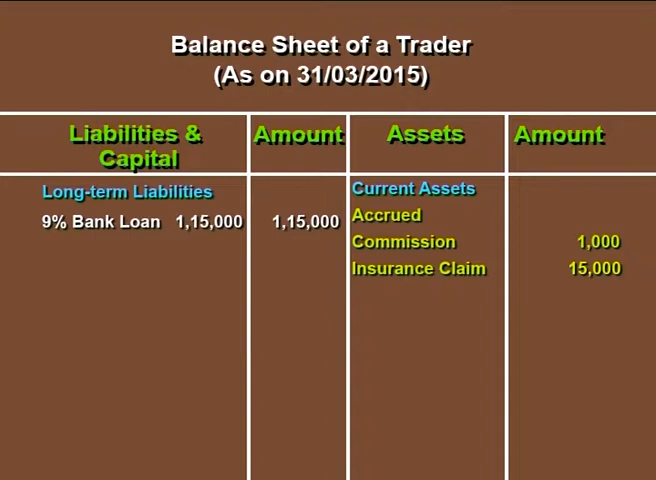 Balance Sheet of a Trader
(As on 31/03/2015)
Liabilities & Capital Amount Assets Amount
Long-term Liabilities Current Assets
9% Bank Loan 1,15,000 1,15,000 Accrued
Commission 1,000
Insurance Claim 15,000